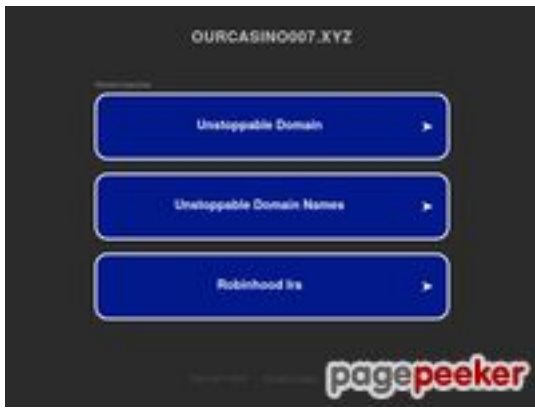 OURCASINO007.XYZ
Unstoppable Domain
Unstoppable Domain Names
Robinhood Ira
pagepeeker